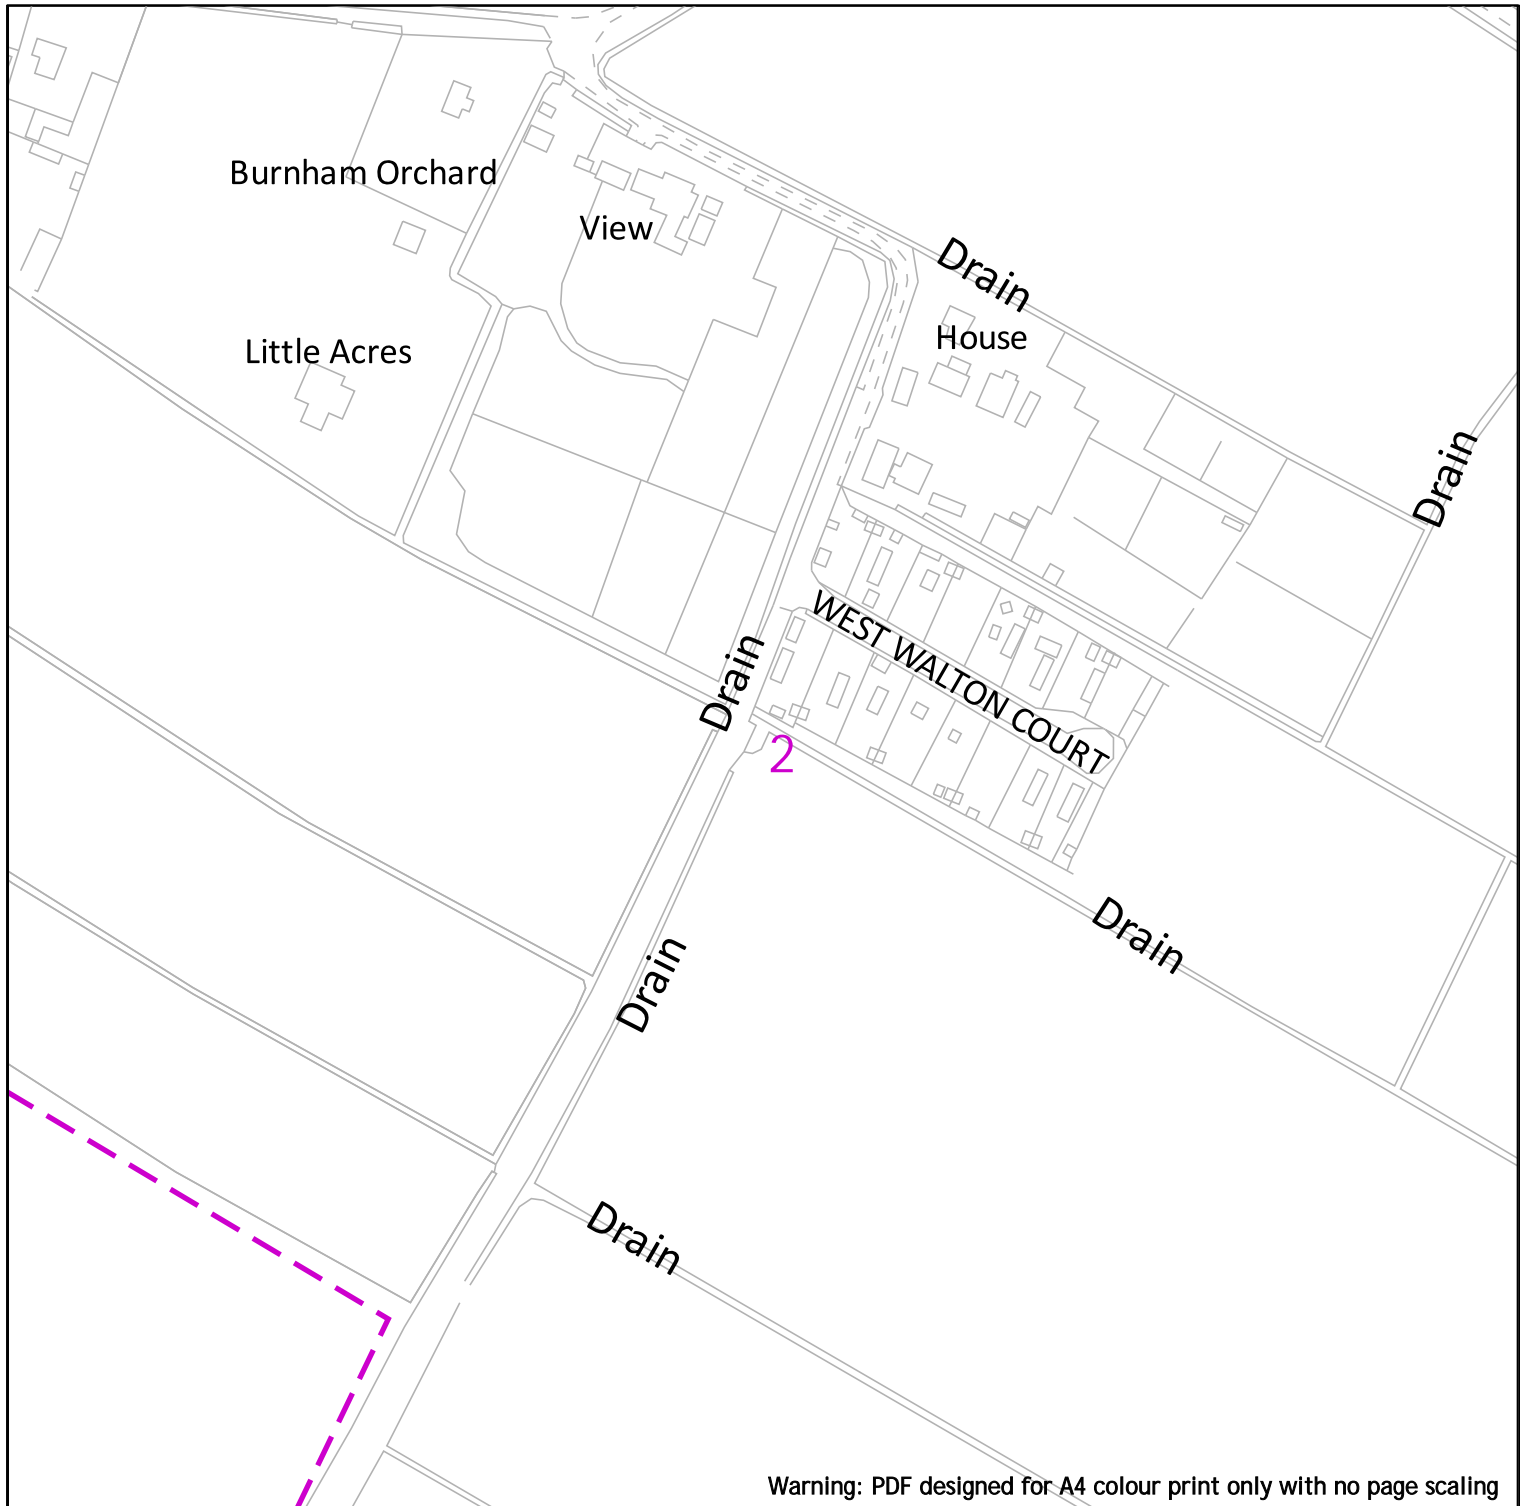 Burnham Orchard
View
Drain
House
Little Acres
Drain
WEST WALTON COURT
Drain
2
Drain
Drain
Drain
Warning: PDF designed for A4 colour print only with no page scaling